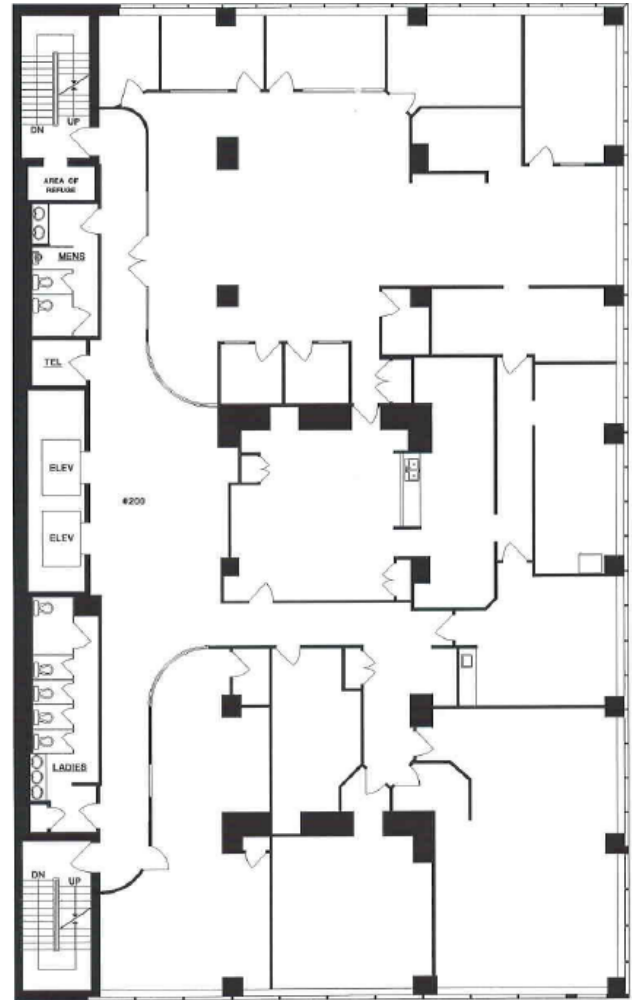 DN
UP
AREA OF
REFUGE
MENS
TEL
ELEV
#200
ELEV
LADIES
DN
UP